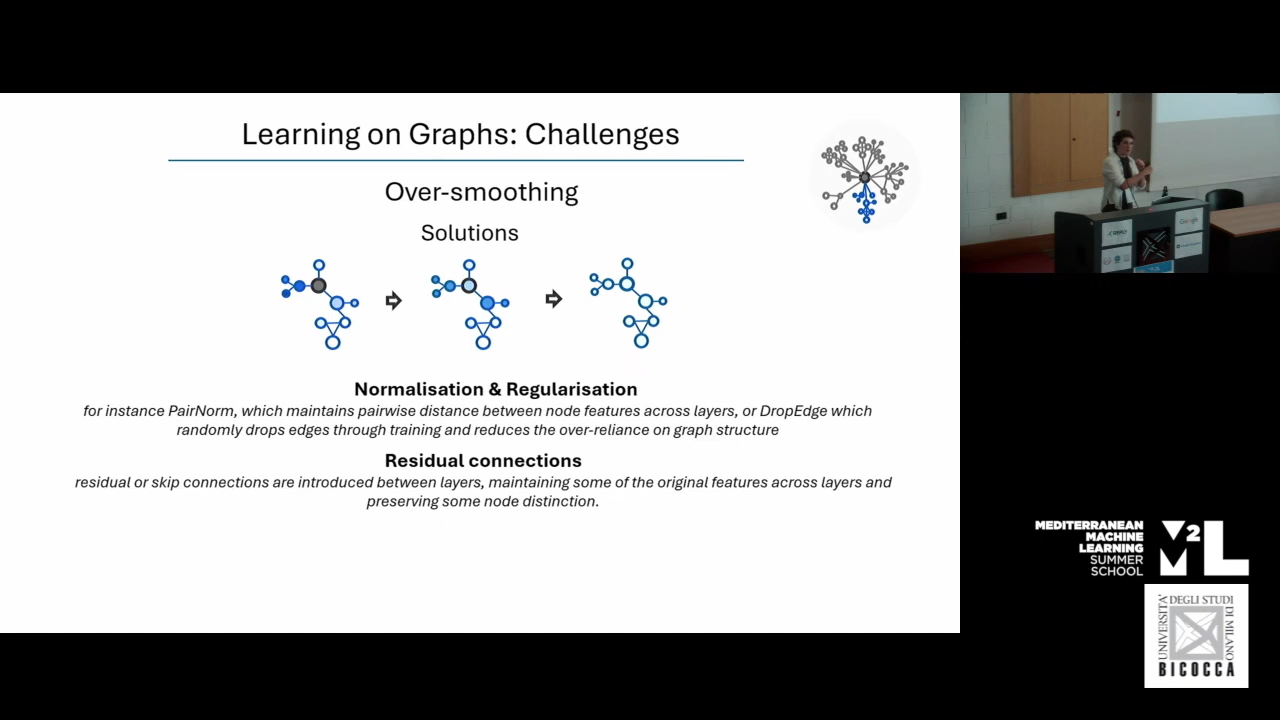 Learning on Graphs: Challenges
Over-smoothing
Solutions
Normalisation & Regularisation
for instance PairNorm, which maintains pairwise distance between node features across layers, or DropEdge which
randomly drops edges through training and reduces the over-reliance on graph structure
Residual connections
residual or skip connections are introduced between layers, maintaining some of the original features across layers and
preserving some node distinction.
Google
MEDITERRANEAN
MACHINE
LEARNING
SUMMER
SCHOOL
M2L
UNIVERSITÀ
DEGLI STUDI
DI MILANO
BICOCCA